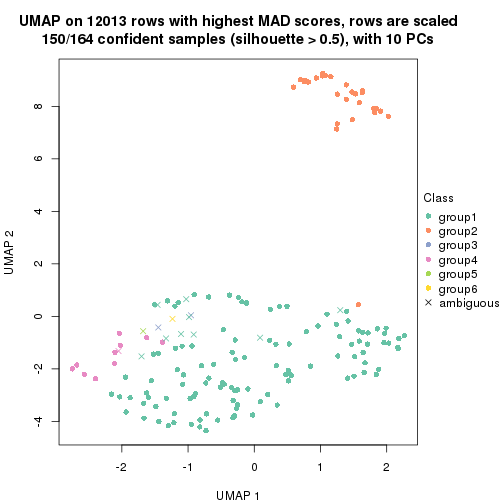 UMAP on 12013 rows with highest MAD scores, rows are scaled
150/164 confident samples (silhouette > 0.5), with 10 PCs
8
6
4
2
0
-2
-4
UMAP 2
-2
-1
0
1
2
UMAP 1
Class
group1
group2
group3
group4
group5
group6
ambiguous